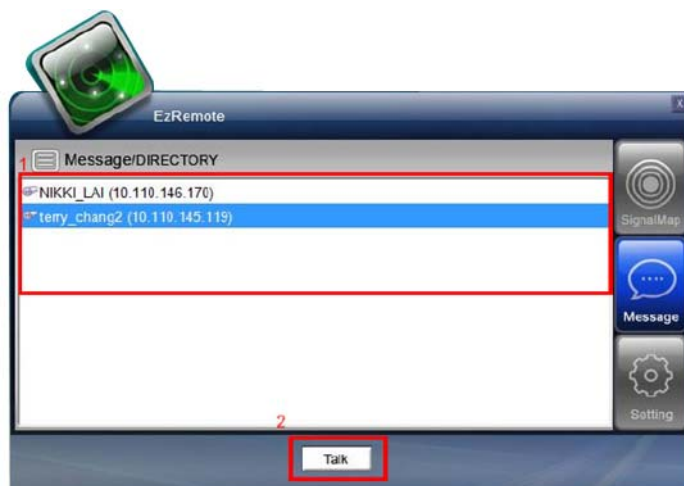 EzRemote
X
1
Message/DIRECTORY
NIKKI_LAI (10.110.146.170)
terry_chang2 (10.110.145.119)
SignalMap
Message
Setting
2
Talk